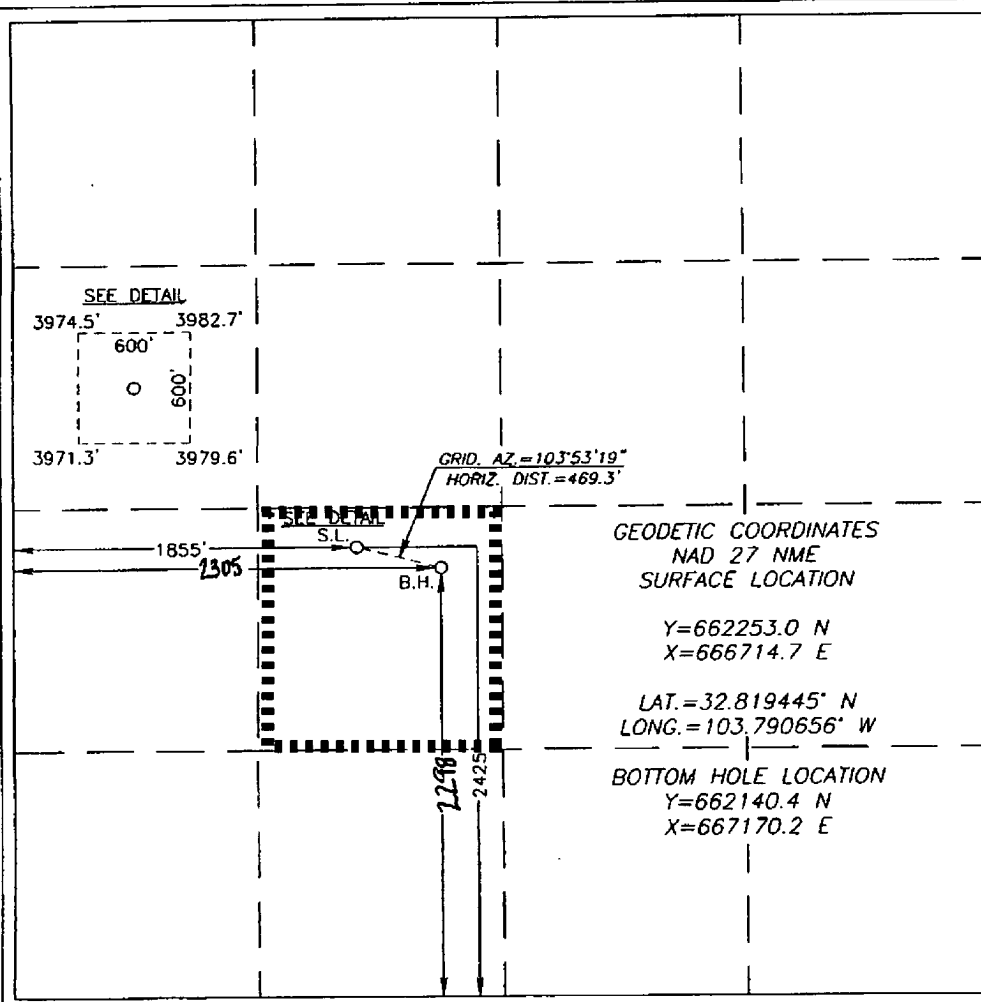 SEE DETAIL
3974.5' 3982.7'
600'
600'
3971.3' 3979.6'
GRID. AZ.=103°53'19"
HORIZ. DIST.=469.3'
SEE DETAIL
S.L.
1855'
2305
B.H.
2298
2425
GEODETIC COORDINATES
NAD 27 NME
SURFACE LOCATION
Y=662253.0 N
X=666714.7 E
LAT.=32.819445° N
LONG.=103.790656° W
BOTTOM HOLE LOCATION
Y=662140.4 N
X=667170.2 E